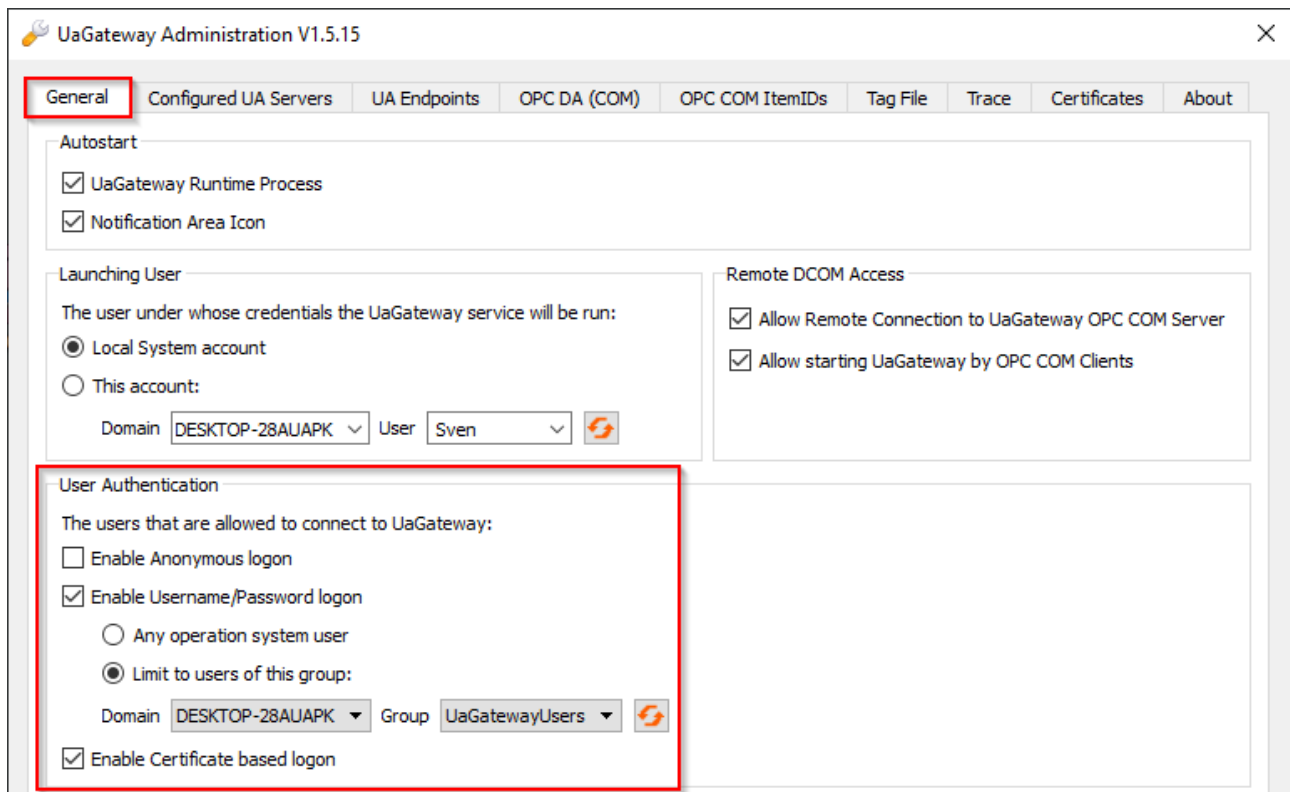 UaGateway Administration V1.5.15
General Configured UA Servers UA Endpoints OPC DA (COM) OPC COM ItemIDs Tag File Trace Certificates About
Autostart
UaGateway Runtime Process
Notification Area Icon
Launching User
The user under whose credentials the UaGateway service will be run:
Local System account
This account:
Domain DESKTOP-28AUAPK User Sven
Remote DCOM Access
Allow Remote Connection to UaGateway OPC COM Server
Allow starting UaGateway by OPC COM Clients
User Authentication
The users that are allowed to connect to UaGateway:
Enable Anonymous logon
Enable Username/Password logon
Any operation system user
Limit to users of this group:
Domain DESKTOP-28AUAPK Group UaGatewayUsers
Enable Certificate based logon